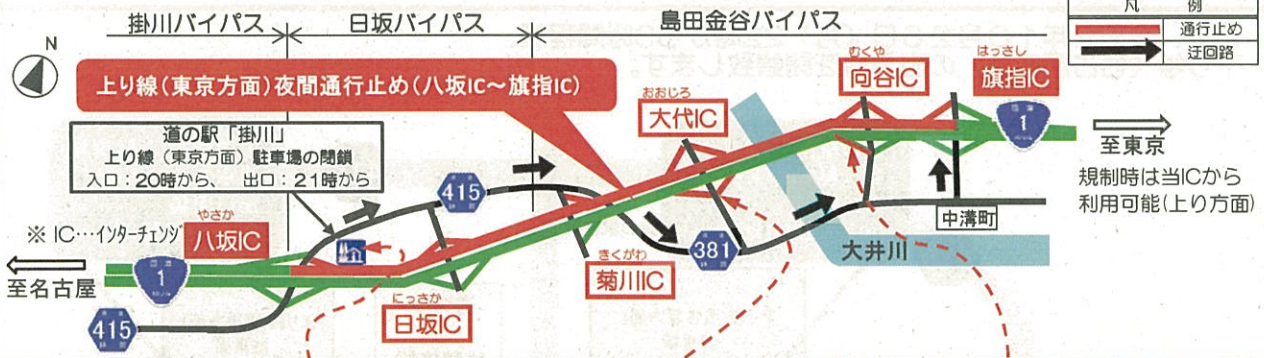 掛川バイパス
日坂バイパス
島田金谷バイパス
凡 例
通行止め
迂回路
N
上り線(東京方面)夜間通行止め(八坂IC~旗指IC)
道の駅「掛川」
上り線(東京方面)駐車場の閉鎖
入口:20時から、 出口:21時から
※ IC…インターチェンジ
やさか
八坂IC
至名古屋
1
415
415
にっさか
日坂IC
きくがわ
菊川IC
おおじろ
大代IC
381
むくや
向谷IC
はっさし
旗指IC
国道
1
至東京
規制時は当ICから
利用可能(上り方面)
中溝町
大井川